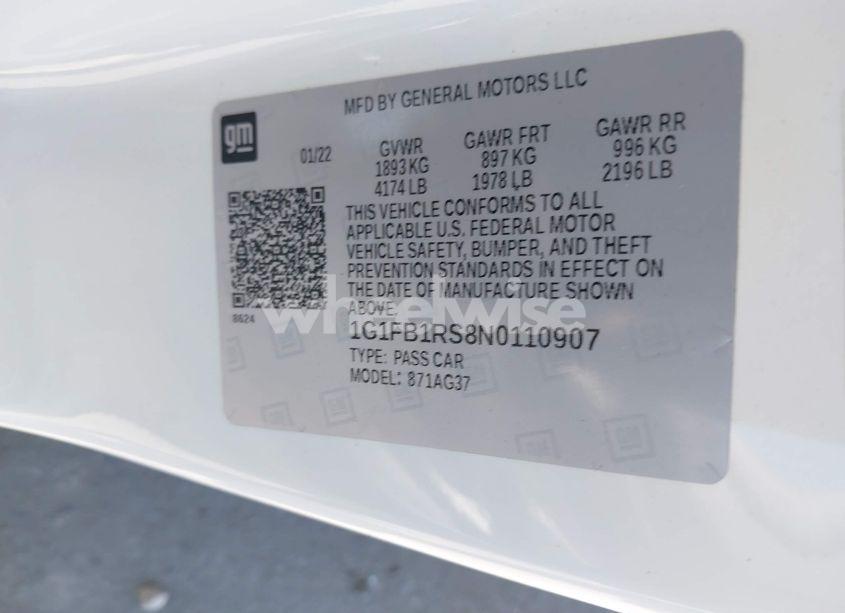 MFD BY GENERAL MOTORS LLC
gm
01/22
GVWR GAWR FRT GAWR RR
1893 KG 897 KG 996 KG
4174 LB 1978 LB 2196 LB
THIS VEHICLE CONFORMS TO ALL
APPLICABLE U.S. FEDERAL MOTOR
VEHICLE SAFETY, BUMPER, AND THEFT
PREVENTION STANDARDS IN EFFECT ON
THE DATE OF MANUFACTURE SHOWN
ABOVE.
8624
wheelwise
1G1FB1RS8N0110907
TYPE: PASS CAR
MODEL: 871AG37